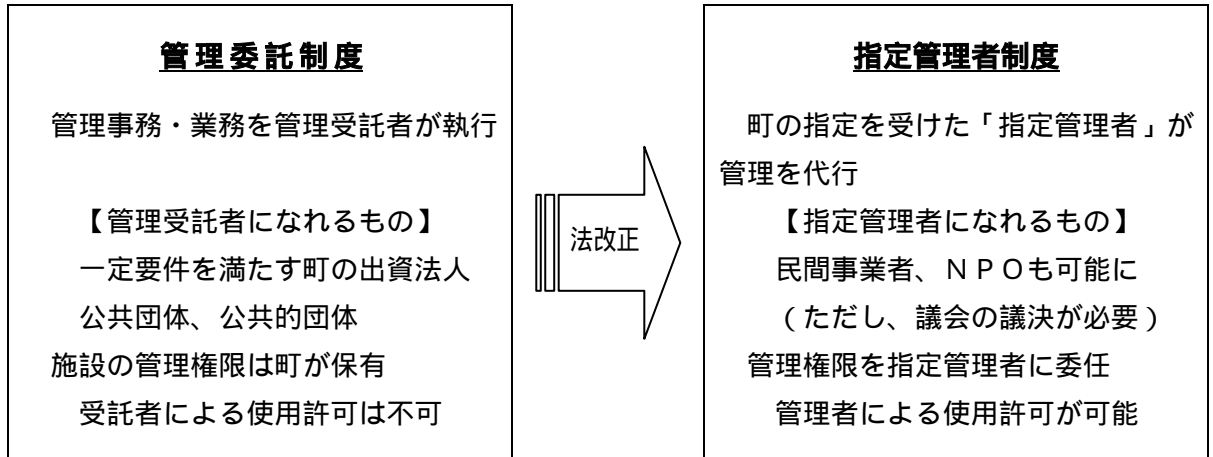 管理委託制度
管理事務・業務を管理受託者が執行
【管理受託者になれるもの】
一定要件を満たす町の出資法人
公共団体、公共的団体
施設の管理権限は町が保有
受託者による使用許可は不可
法改正
指定管理者制度
町の指定を受けた「指定管理者」が
管理を代行
【指定管理者になれるもの】
民間事業者、ＮＰＯも可能に
（ただし、議会の議決が必要）
管理権限を指定管理者に委任
管理者による使用許可が可能